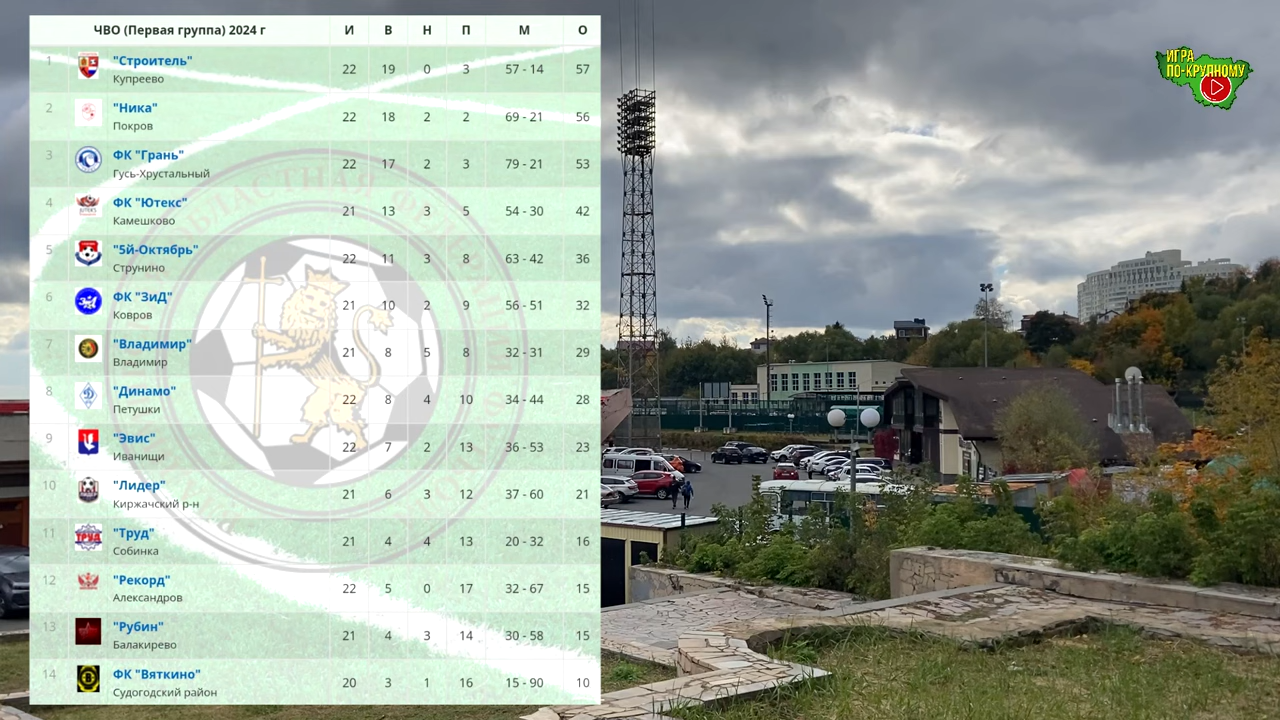 ЧВО (Первая группа) 2024 г И В Н П М О
1 "Строитель" Купреево 22 19 0 3 57 - 14 57
2 "Ника" Покров 22 18 2 2 69 - 21 56
3 ФК "Грань" Гусь-Хрустальный 22 17 2 3 79 - 21 53
4 ФК "Ютекс" Камешково 21 13 3 5 54 - 30 42
5 "5й-Октябрь" Струнино 22 11 3 8 63 - 42 36
6 ФК "ЗиД" Ковров 21 10 2 9 56 - 51 32
7 "Владимир" Владимир 21 8 5 8 32 - 31 29
8 "Динамо" Петушки 22 8 4 10 34 - 44 28
9 "Эвис" Иванищи 22 7 2 13 36 - 53 23
10 "Лидер" Киржачский р-н 21 6 3 12 37 - 60 21
11 "Труд" Собинка 21 4 4 13 20 - 32 16
12 "Рекорд" Александров 22 5 0 17 32 - 67 15
13 "Рубин" Балакирево 21 4 3 14 30 - 58 15
14 ФК "Вяткино" Судогодский район 20 3 1 16 15 - 90 10
ИГРА
ПО-КРУПНОМУ
ТРУД